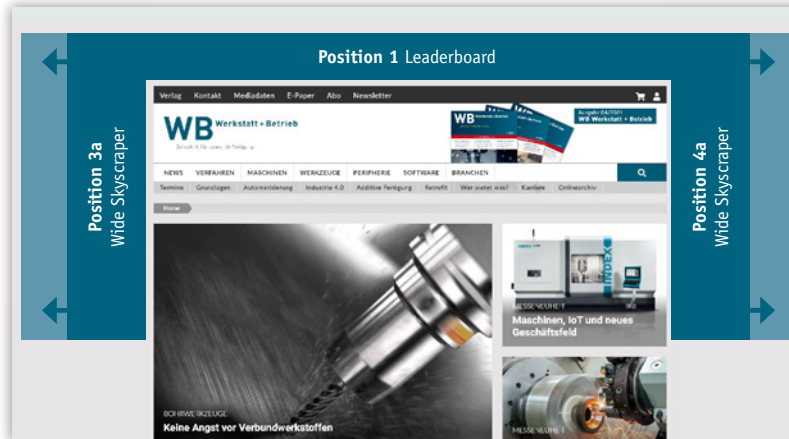 Position 1 Leaderboard
Position 3a
Wide Skyscraper
Position 4a
Wide Skyscraper
Verlag Kontakt Mediadaten E-Paper Abo Newsletter
WB Werkstatt + Betrieb
WB
Ausgabe 04/2021
WB Werkstatt + Betrieb
NEWS VERFAHREN MASCHINEN WERKZEUGE PERIPHERIE SOFTWARE BRANCHEN
Termine Grundlagen Automatisierung Industrie 4.0 Additive Fertigung Retrofit Wer bietet was? Karriere Onlinearchiv
Home
INDEX
MESSENEUHEIT
Maschinen, IoT und neues
Geschäftsfeld
BOHRWERKZEUGE
Keine Angst vor Verbundwerkstoffen
MESSENEUHEIT